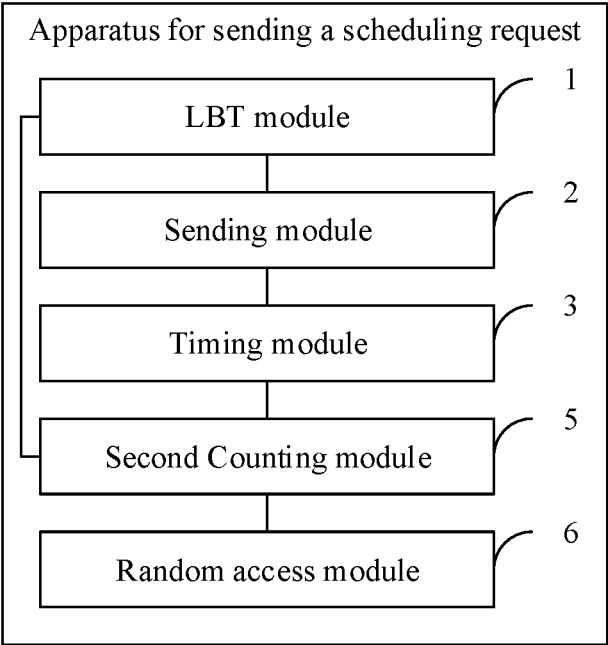 Apparatus for sending a scheduling request
1
LBT module
2
Sending module
3
Timing module
5
Second Counting module
6
Random access module